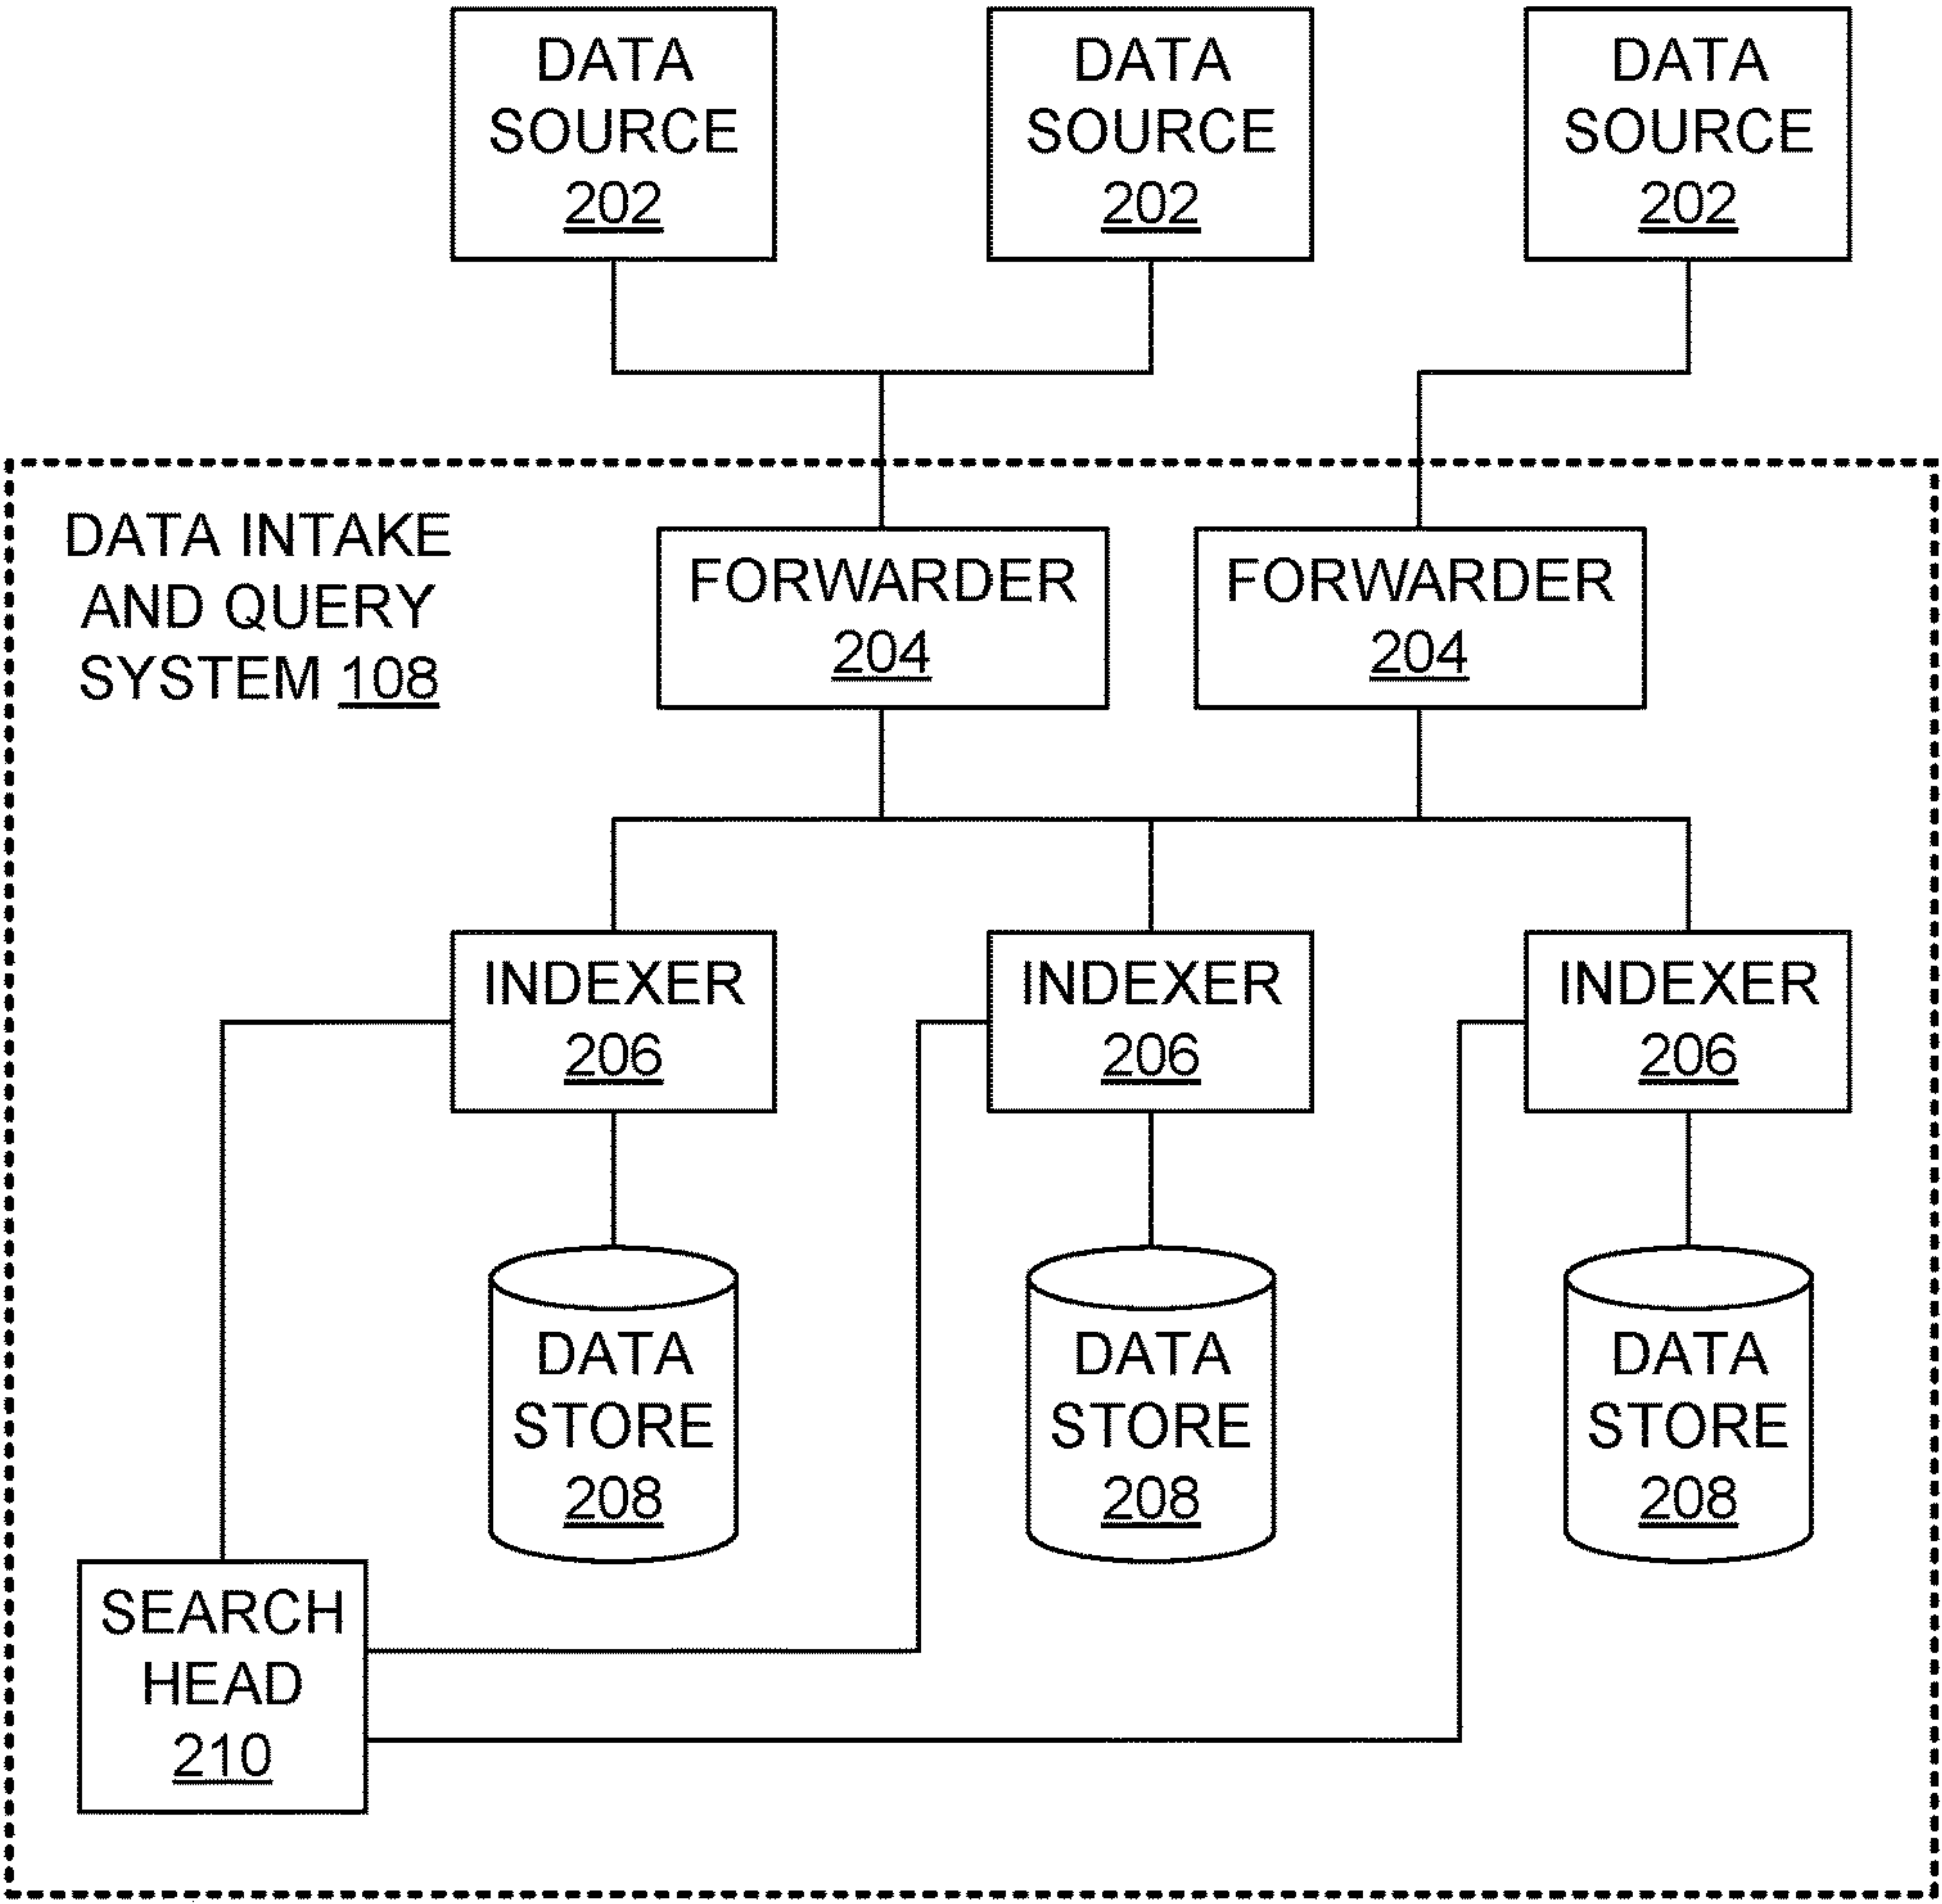 DATA
SOURCE
202
DATA
SOURCE
202
DATA
SOURCE
202
DATA INTAKE
AND QUERY
SYSTEM 108
FORWARDER
204
FORWARDER
204
INDEXER
206
INDEXER
206
INDEXER
206
DATA
STORE
208
DATA
STORE
208
DATA
STORE
208
SEARCH
HEAD
210